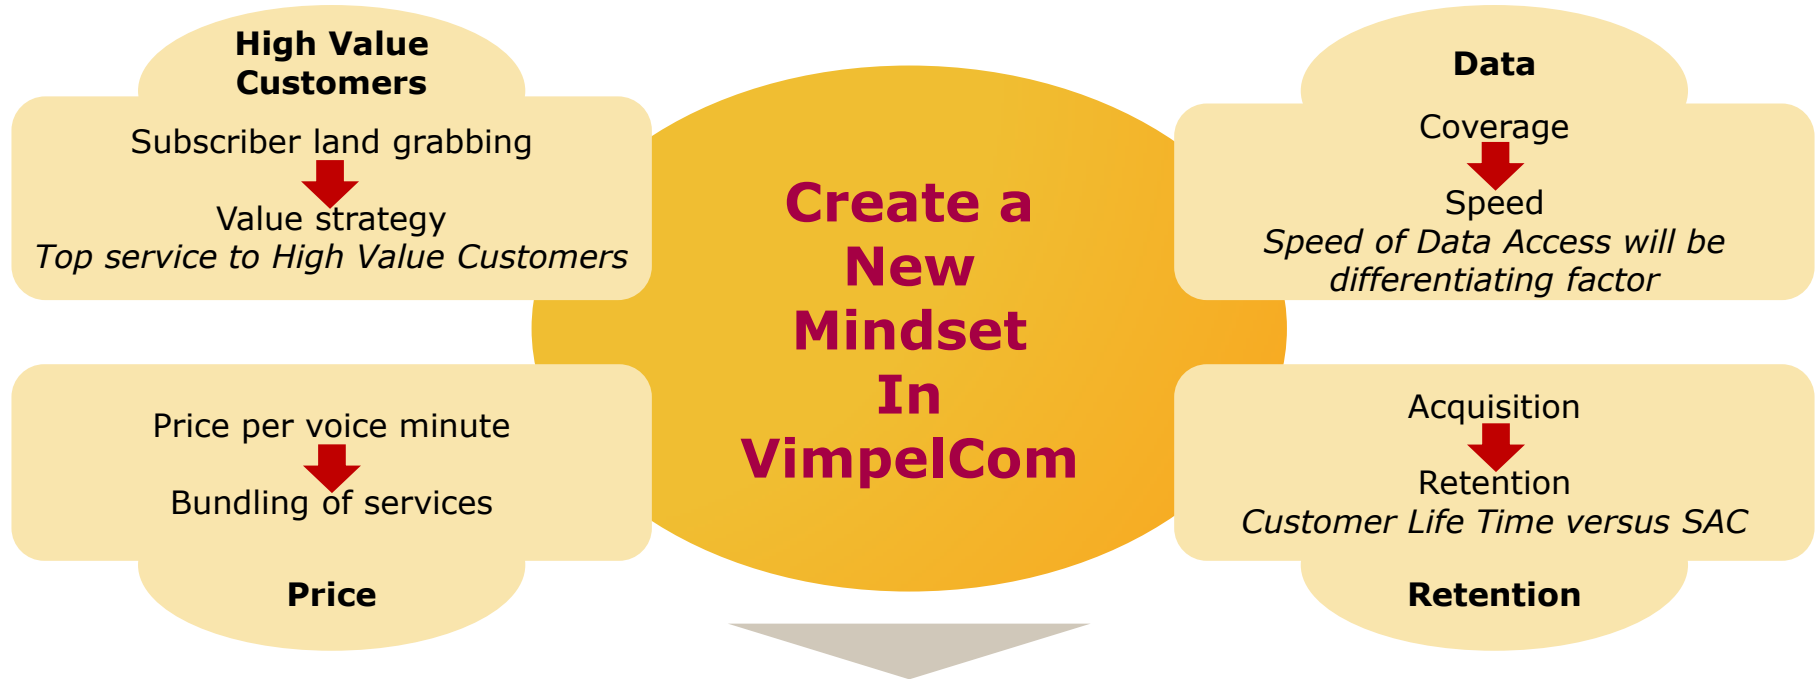 High Value
Customers
Subscriber land grabbing
Value strategy
Top service to High Value Customers
Price per voice minute
Bundling of services
Price
Create a
New
Mindset
In
VimpelCom
Data
Coverage
Speed
Speed of Data Access will be
differentiating factor
Acquisition
Retention
Customer Life Time versus SAC
Retention